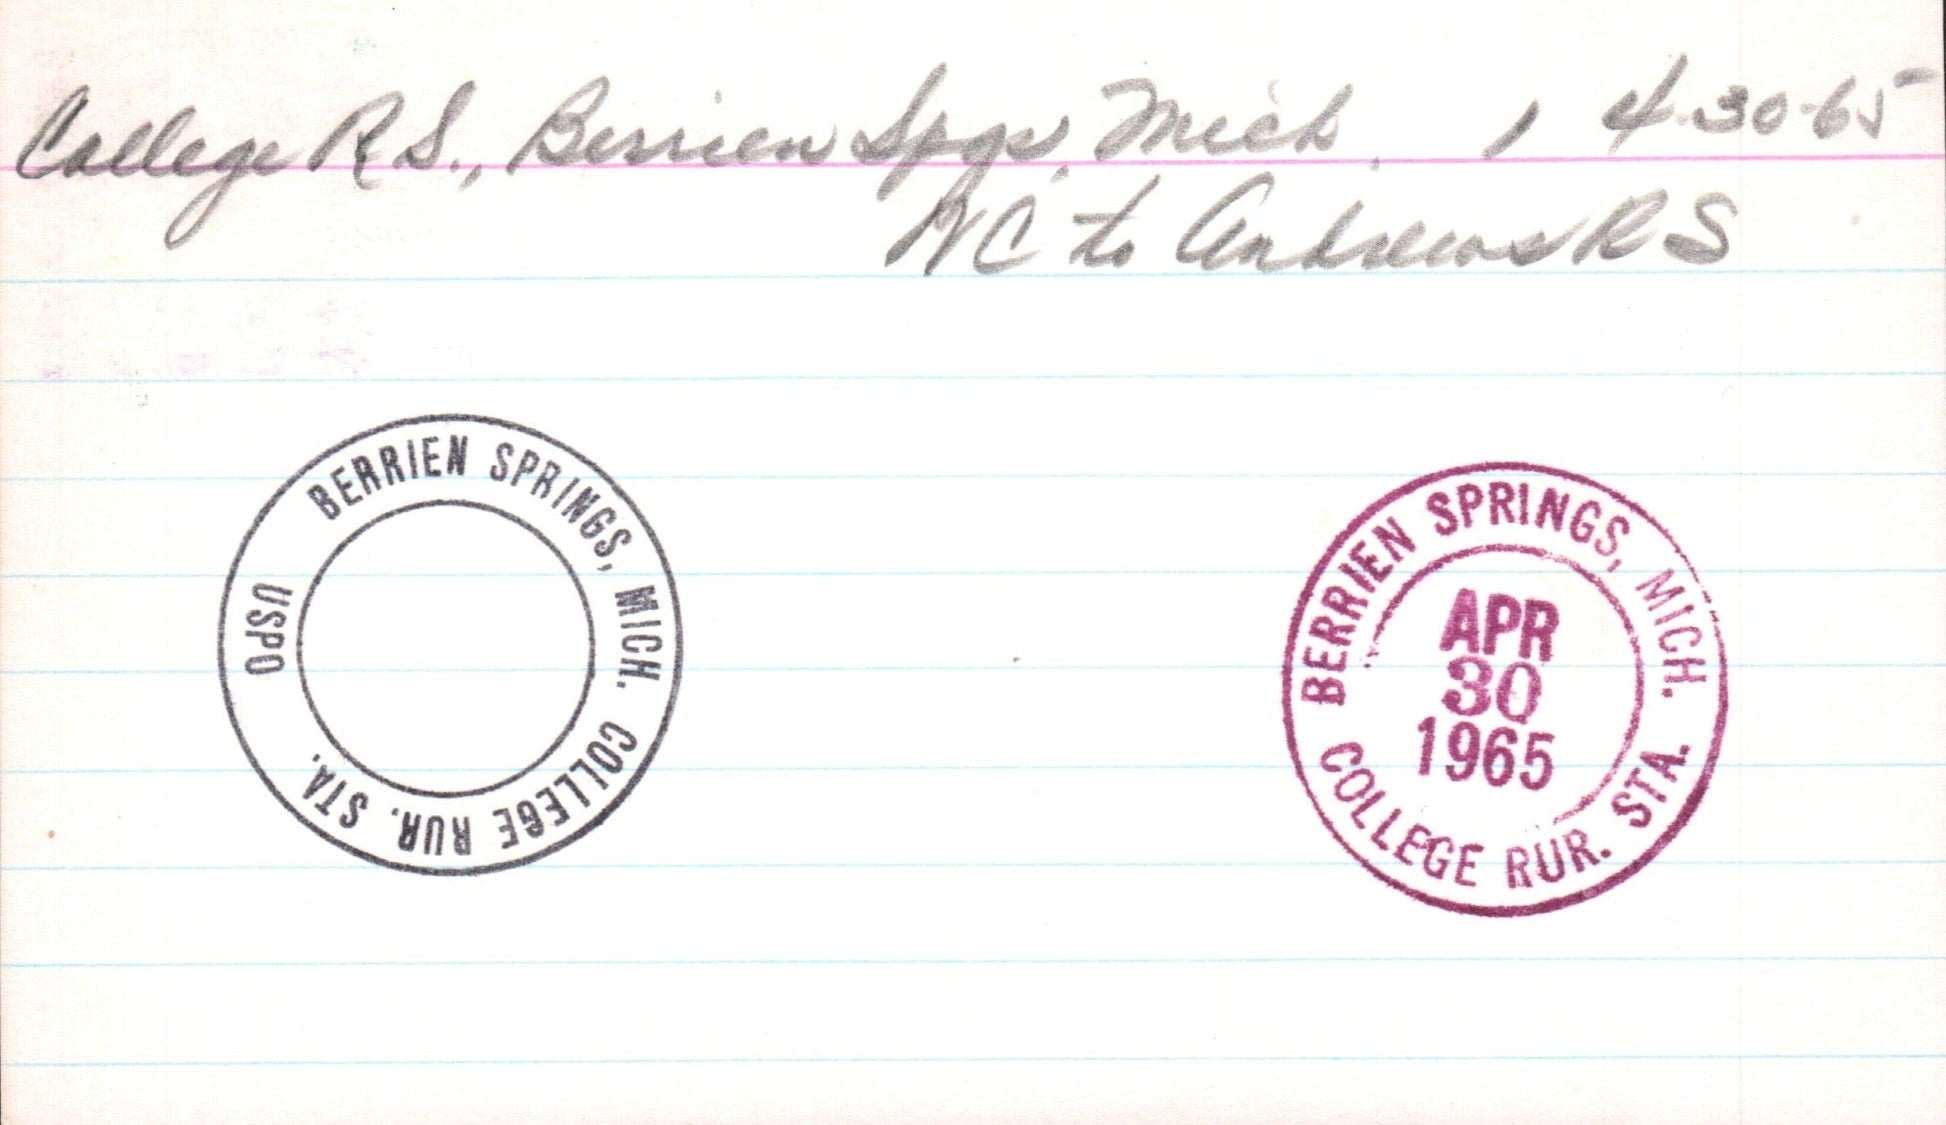 College R S., Berrien Spgs, Mich. 1 4-30-65
NC to Andrews R S
BERRIEN SPRINGS, MICH. COLLEGE RUR. STA.
USPO
BERRIEN SPRINGS, MICH.
APR
30
1965
COLLEGE RUR. STA.